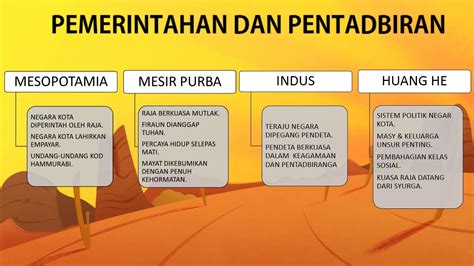 PEMERINTAHAN DAN PENTADBIRAN
MESOPOTAMIA
NEGARA KOTA
DIPERINTAH OLEH RAJA.
NEGARA KOTA LAHIRKAN
EMPAYAR.
UNDANG-UNDANG KOD
HAMMURABI.
MESIR PURBA
RAJA BERKUASA MUTLAK.
FIRAUN DIANGGAP
TUHAN.
PERCAYA HIDUP SELEPAS
MATI.
MAYAT DIKEBUMIKAN
DENGAN PENUH
KEHORMATAN.
INDUS
TERAJU NEGARA
DIPEGANG PENDETA.
PENDETA BERKUASA
DALAM KEAGAMAAN
DAN PENTADBIRANGA
HUANG HE
SISTEM POLITIK NEGAR
KOTA.
MASY & KELUARGA
UNSUR PENTING.
PEMBAHAGIAN KELAS
SOSIAL.
KUASA RAJA DATANG
DARI SYURGA.